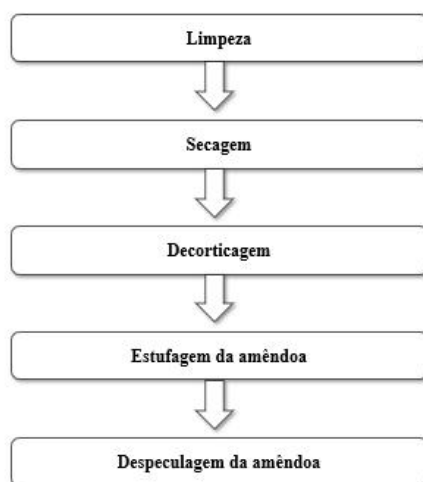 Limpeza
Secagem
Decorticagem
Estufagem da amêndoa
Despeculagem da amêndoa